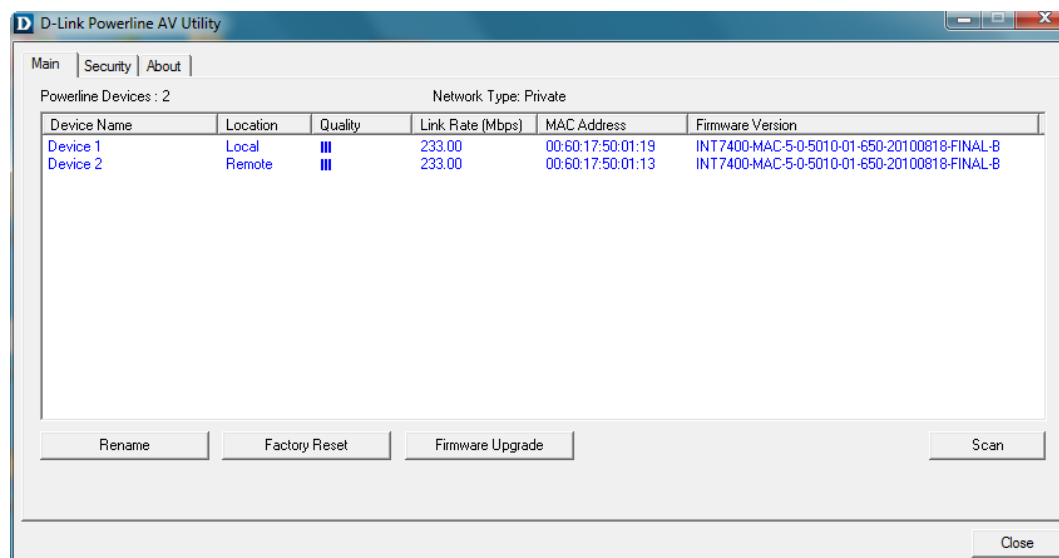 D-Link Powerline AV Utility
Main Security About
Powerline Devices : 2 Network Type: Private
Device Name Location Quality Link Rate (Mbps) MAC Address Firmware Version
Device 1 Local 233.00 00:60:17:50:01:19 INT7400-MAC-5-0-5010-01-650-20100818-FINAL-B
Device 2 Remote 233.00 00:60:17:50:01:13 INT7400-MAC-5-0-5010-01-650-20100818-FINAL-B
Rename Factory Reset Firmware Upgrade Scan
Close